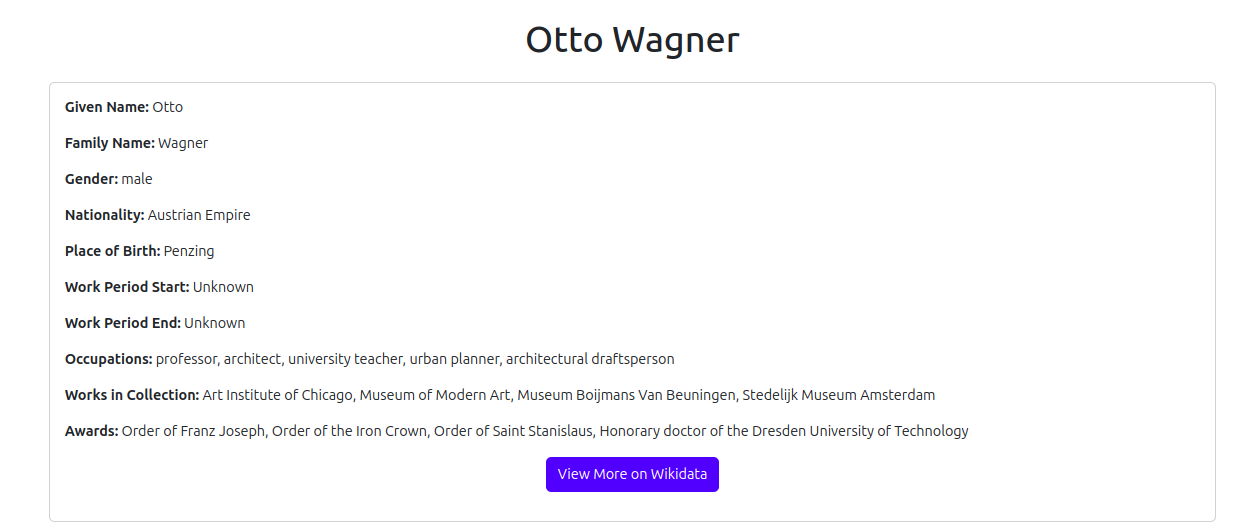 Otto Wagner
Given Name: Otto
Family Name: Wagner
Gender: male
Nationality: Austrian Empire
Place of Birth: Penzing
Work Period Start: Unknown
Work Period End: Unknown
Occupations: professor, architect, university teacher, urban planner, architectural draftsperson
Works in Collection: Art Institute of Chicago, Museum of Modern Art, Museum Boijmans Van Beuningen, Stedelijk Museum Amsterdam
Awards: Order of Franz Joseph, Order of the Iron Crown, Order of Saint Stanislaus, Honorary doctor of the Dresden University of Technology
View More on Wikidata